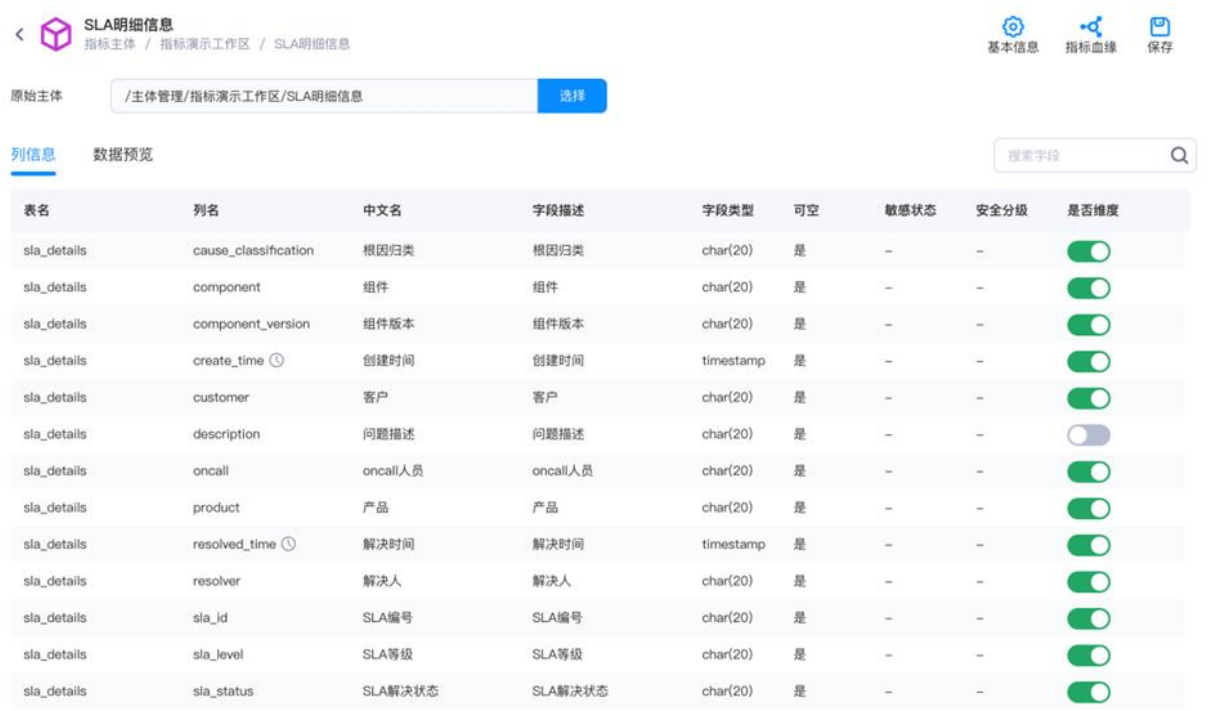 SLA明细信息
指标主体 / 指标演示工作区 / SLA明细信息
基本信息 指标血缘 保存
原始主体 /主体管理/指标演示工作区/SLA明细信息 选择
列信息 数据预览 搜索字段
表名 列名 中文名 字段描述 字段类型 可空 敏感状态 安全分级 是否维度
sla_details cause_classification 根因归类 根因归类 char(20) 是 – –
sla_details component 组件 组件 char(20) 是 – –
sla_details component_version 组件版本 组件版本 char(20) 是 – –
sla_details create_time 创建时间 创建时间 timestamp 是 – –
sla_details customer 客户 客户 char(20) 是 – –
sla_details description 问题描述 问题描述 char(20) 是 – –
sla_details oncall oncall人员 oncall人员 char(20) 是 – –
sla_details product 产品 产品 char(20) 是 – –
sla_details resolved_time 解决时间 解决时间 timestamp 是 – –
sla_details resolver 解决人 解决人 char(20) 是 – –
sla_details sla_id SLA编号 SLA编号 char(20) 是 – –
sla_details sla_level SLA等级 SLA等级 char(20) 是 – –
sla_details sla_status SLA解决状态 SLA解决状态 char(20) 是 – –